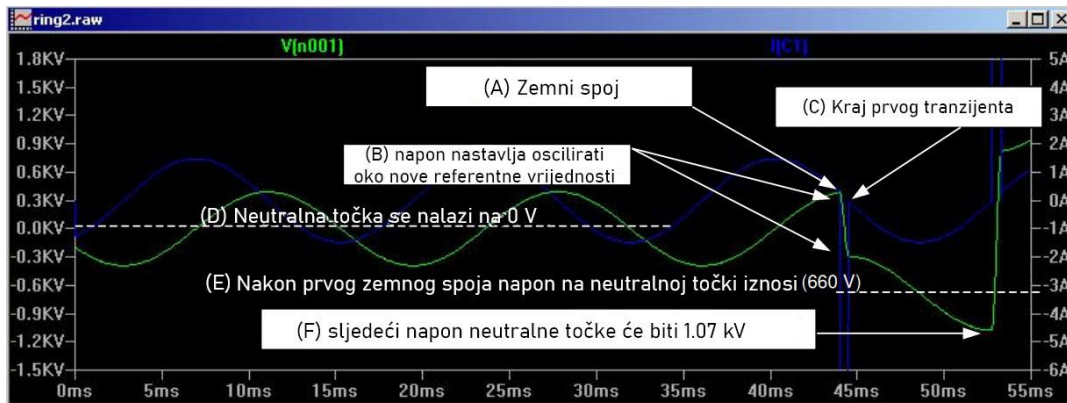 ring2.raw
V(n001)
I(C1)
1.8KV
1.5KV
1.2KV
0.9KV
0.6KV
0.3KV
0.0KV
-0.3KV
-0.6KV
-0.9KV
-1.2KV
-1.5KV
5A
4A
3A
2A
1A
0A
-1A
-2A
-3A
-4A
-5A
-6A
(A) Zemni spoj
(C) Kraj prvog tranzijenta
(B) napon nastavlja oscilirati
oko nove referentne vrijednosti
(D) Neutralna točka se nalazi na 0 V
(E) Nakon prvog zemnog spoja napon na neutralnoj točki iznosi (660 V)
(F) sljedeći napon neutralne točke će biti 1.07 kV
0ms
5ms
10ms
15ms
20ms
25ms
30ms
35ms
40ms
45ms
50ms
55ms